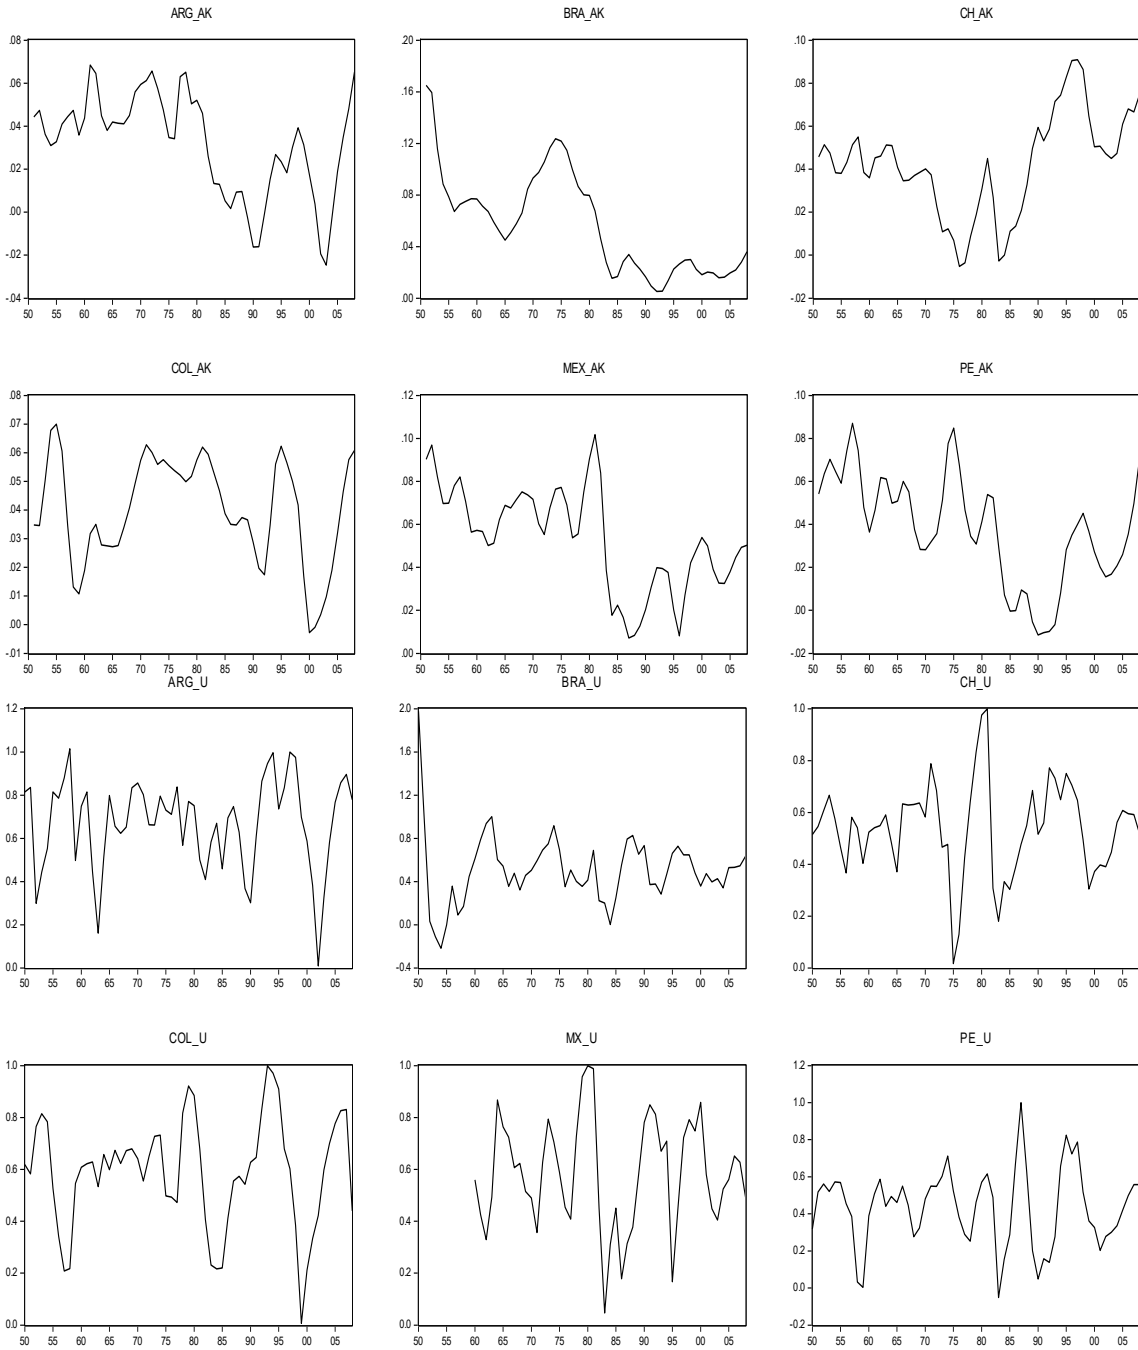 ARG_AK BRA_AK CH_AK
.08 .20 .10
.06 .16 .08
.04 .12 .06
.02 .08 .04
.00 .04 .02
-.02 .00 .00
-.04 -.02
50 55 60 65 70 75 80 85 90 95 00 05 50 55 60 65 70 75 80 85 90 95 00 05 50 55 60 65 70 75 80 85 90 95 00 05
COL_AK MEX_AK PE_AK
.08 .12 .10
.07 .10 .08
.06 .08 .06
.05 .06 .04
.04 .04 .02
.03 .02 .00
.02 .00 -.02
.01
.00
-.01
50 55 60 65 70 75 80 85 90 95 00 05 50 55 60 65 70 75 80 85 90 95 00 05 50 55 60 65 70 75 80 85 90 95 00 05
ARG_U BRA_U CH_U
1.2 2.0 1.0
1.0 1.6 0.8
0.8 1.2 0.6
0.6 0.8 0.4
0.4 0.4 0.2
0.2 0.0 0.0
0.0 -0.4
50 55 60 65 70 75 80 85 90 95 00 05 50 55 60 65 70 75 80 85 90 95 00 05 50 55 60 65 70 75 80 85 90 95 00 05
COL_U MX_U PE_U
1.0 1.0 1.2
0.8 0.8 1.0
0.6 0.6 0.8
0.4 0.4 0.6
0.2 0.2 0.4
0.0 0.0 0.2
0.0
-0.2
50 55 60 65 70 75 80 85 90 95 00 05 50 55 60 65 70 75 80 85 90 95 00 05 50 55 60 65 70 75 80 85 90 95 00 05